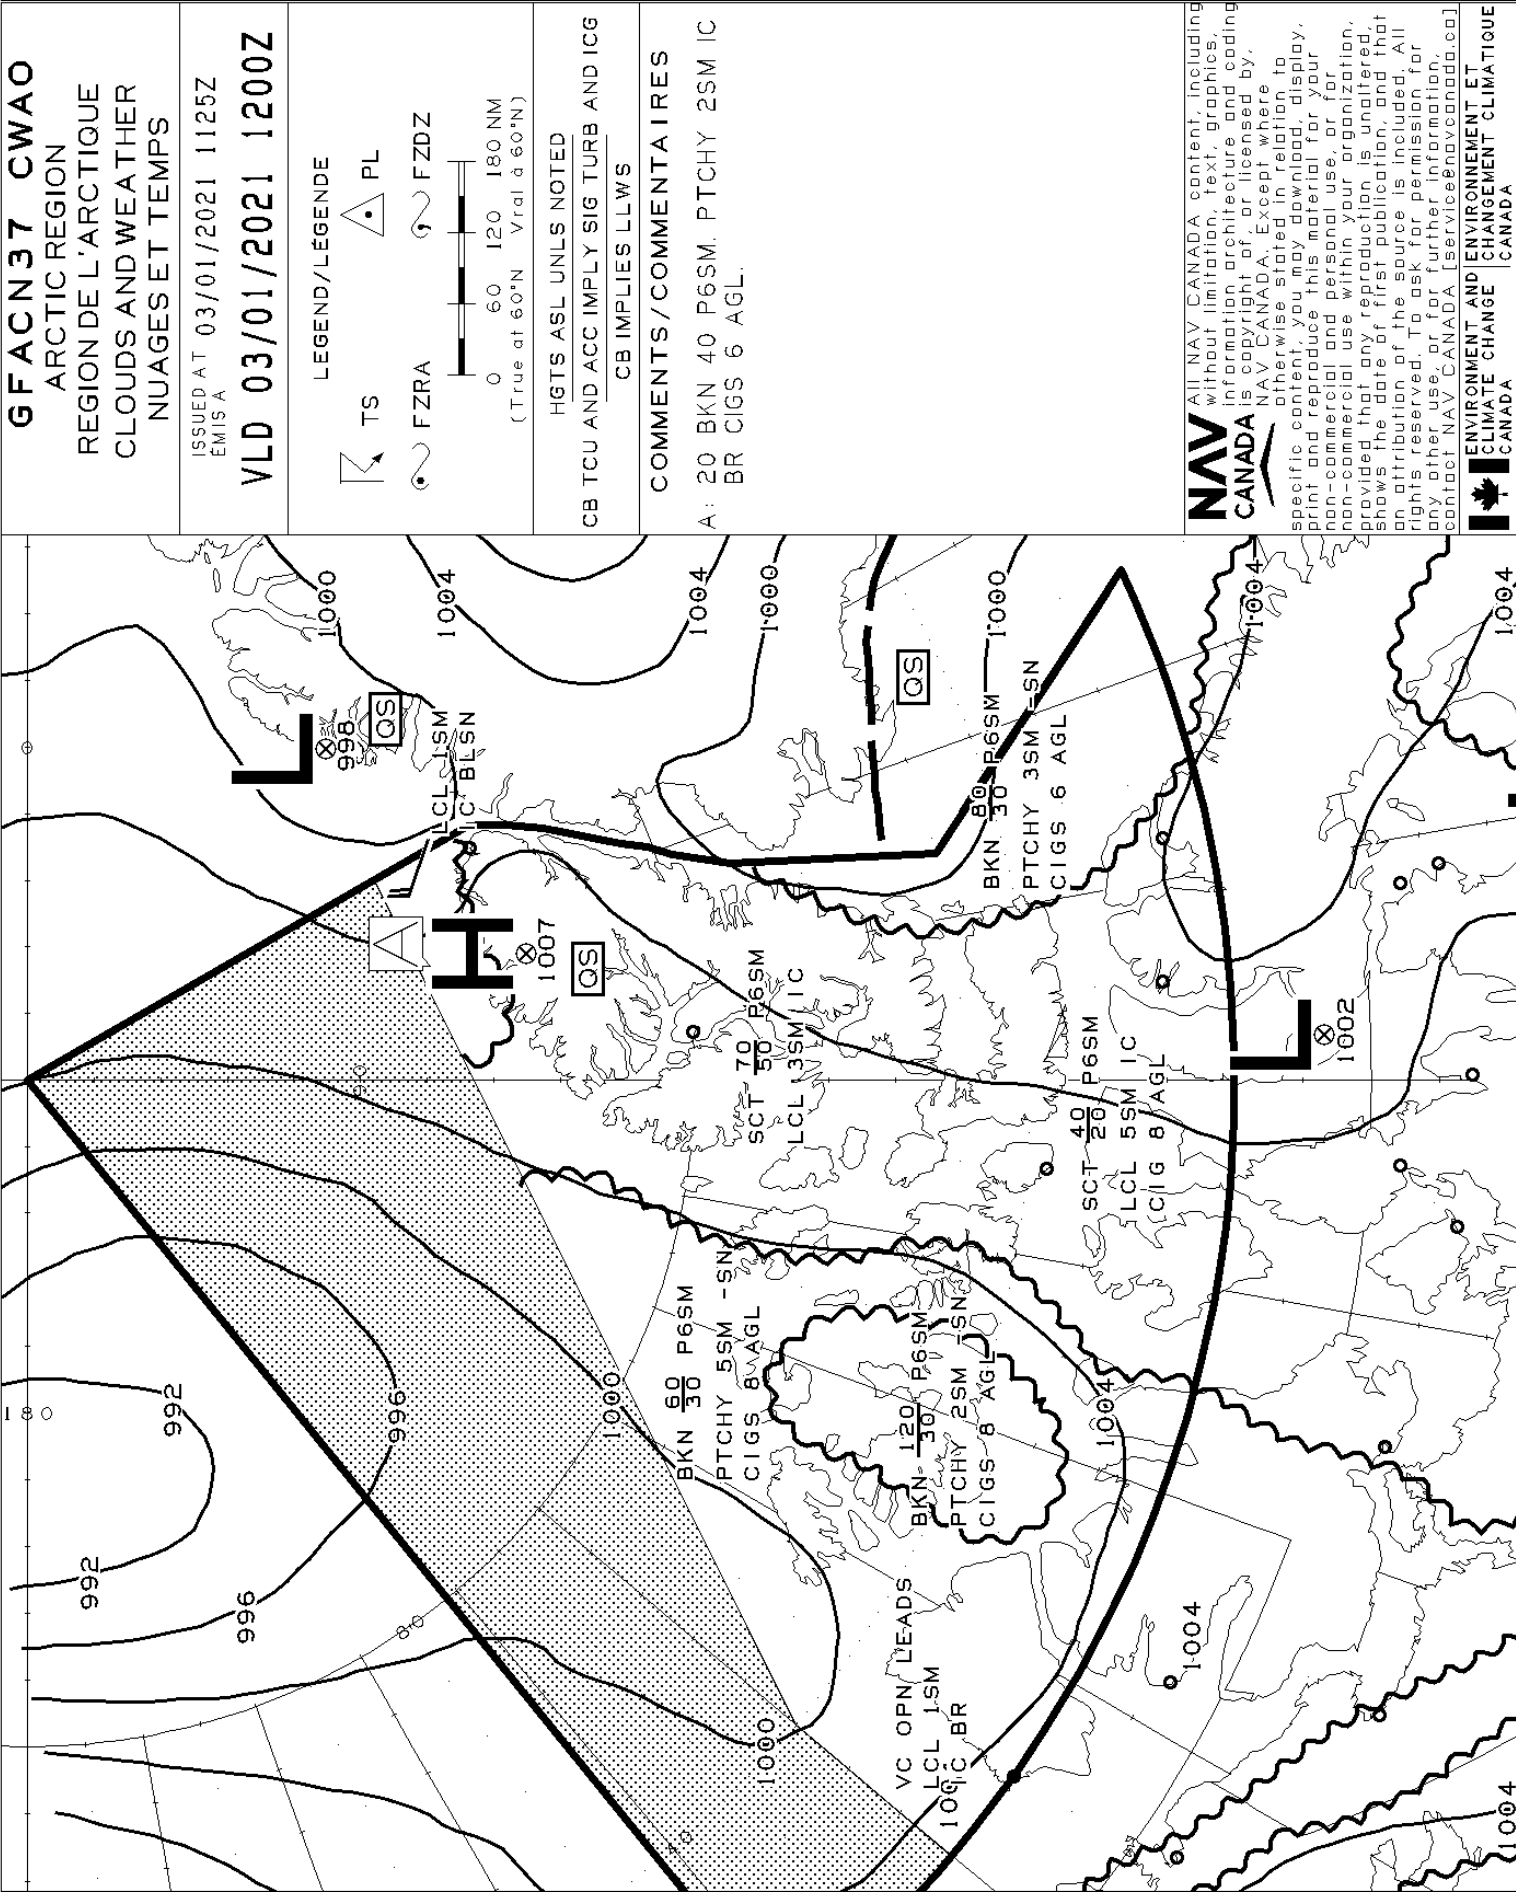 GFACN37 CWAO
ARCTIC REGION
REGION DE L'ARCTIQUE
CLOUDS AND WEATHER
NUAGES ET TEMPS
ISSUED AT 03/01/2021 1125Z
ÉMIS A
VLD 03/01/2021 1200Z
LEGEND/LÉGENDE
TS
PL
FZRA
FZDZ
0 60 120 180 NM
(True at 60°N Vrai à 60°N)
HGTS ASL UNLS NOTED
CB TCU AND ACC IMPLY SIG TURB AND ICG
CB IMPLIES LLWS
COMMENTS/COMMENTAIRES
A: 20 BKN 40 P6SM. PTCHY 2SM IC
BR CIGS 6 AGL.
NAV
CANADA
All NAV CANADA content, including
without limitation, text, graphics,
information architecture and coding
is copyright of, or licensed by,
NAV CANADA. Except where
otherwise stated in relation to
specific content, you may download, display,
print and reproduce this material for your
non-commercial and personal use, or for
non-commercial use within your organization,
provided that any reproduction is unaltered,
shows the date of first publication, and that
an attribution of the source is included. All
rights reserved. To ask for permission for
any other use, or for further information,
contact NAV CANADA [service@navcanada.ca]
ENVIRONMENT AND
CLIMATE CHANGE
CANADA
ENVIRONNEMENT ET
CHANGEMENT CLIMATIQUE
CANADA
180
992
992
996
996
80
1000
1000
1000
1004
L
998
QS
LCL 1SM
IC BLSN
A
H
1007
QS
1004
1000
QS
1000
BKN 80/30 P6SM
PTCHY 3SM -SN
CIGS 6 AGL
SCT 70/50 P6SM
LCL 3SM IC
SCT 40/20 P6SM
LCL 5SM IC
CIG 8 AGL
BKN 60/30 P6SM
PTCHY 5SM -SN
CIGS 8 AGL
BKN 120/30 P6SM
PTCHY 2SM -SN
CIGS 8 AGL
VC OPN LEADS
LCL 1SM
IC BR
1004
1004
L
1002
1004
1004
1004